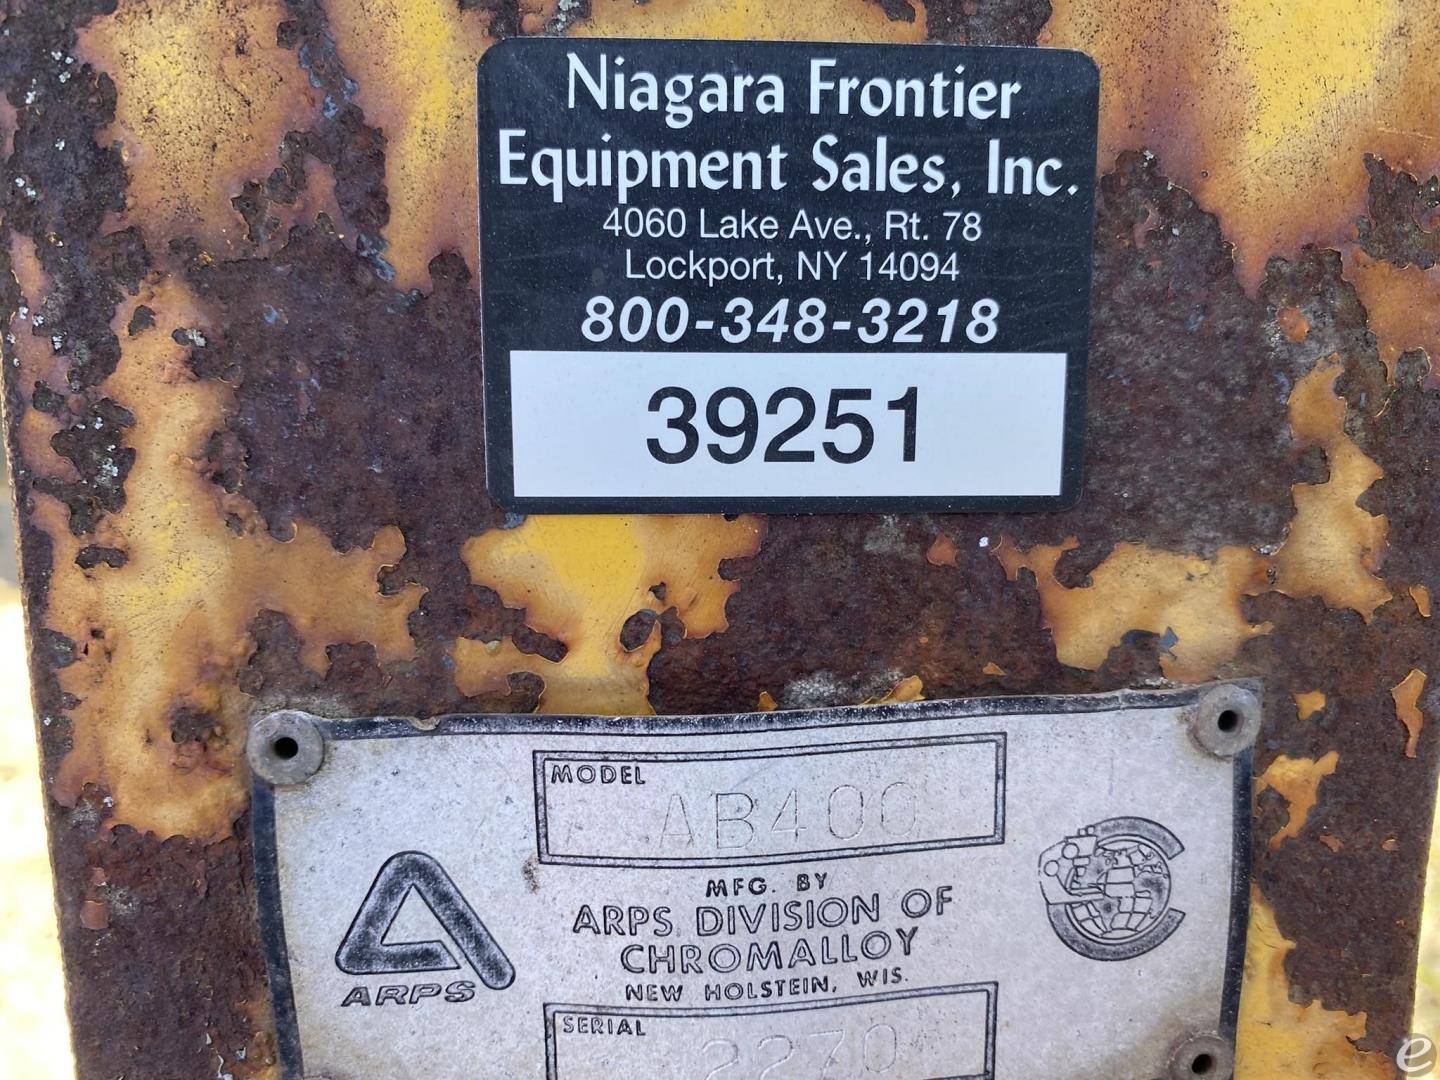 Niagara Frontier
Equipment Sales, Inc.
4060 Lake Ave., Rt. 78
Lockport, NY 14094
800-348-3218
39251
MODEL
AB400
MFG. BY
ARPS DIVISION OF
CHROMALLOY
NEW HOLSTEIN, WIS.
ARPS
SERIAL
2270
e